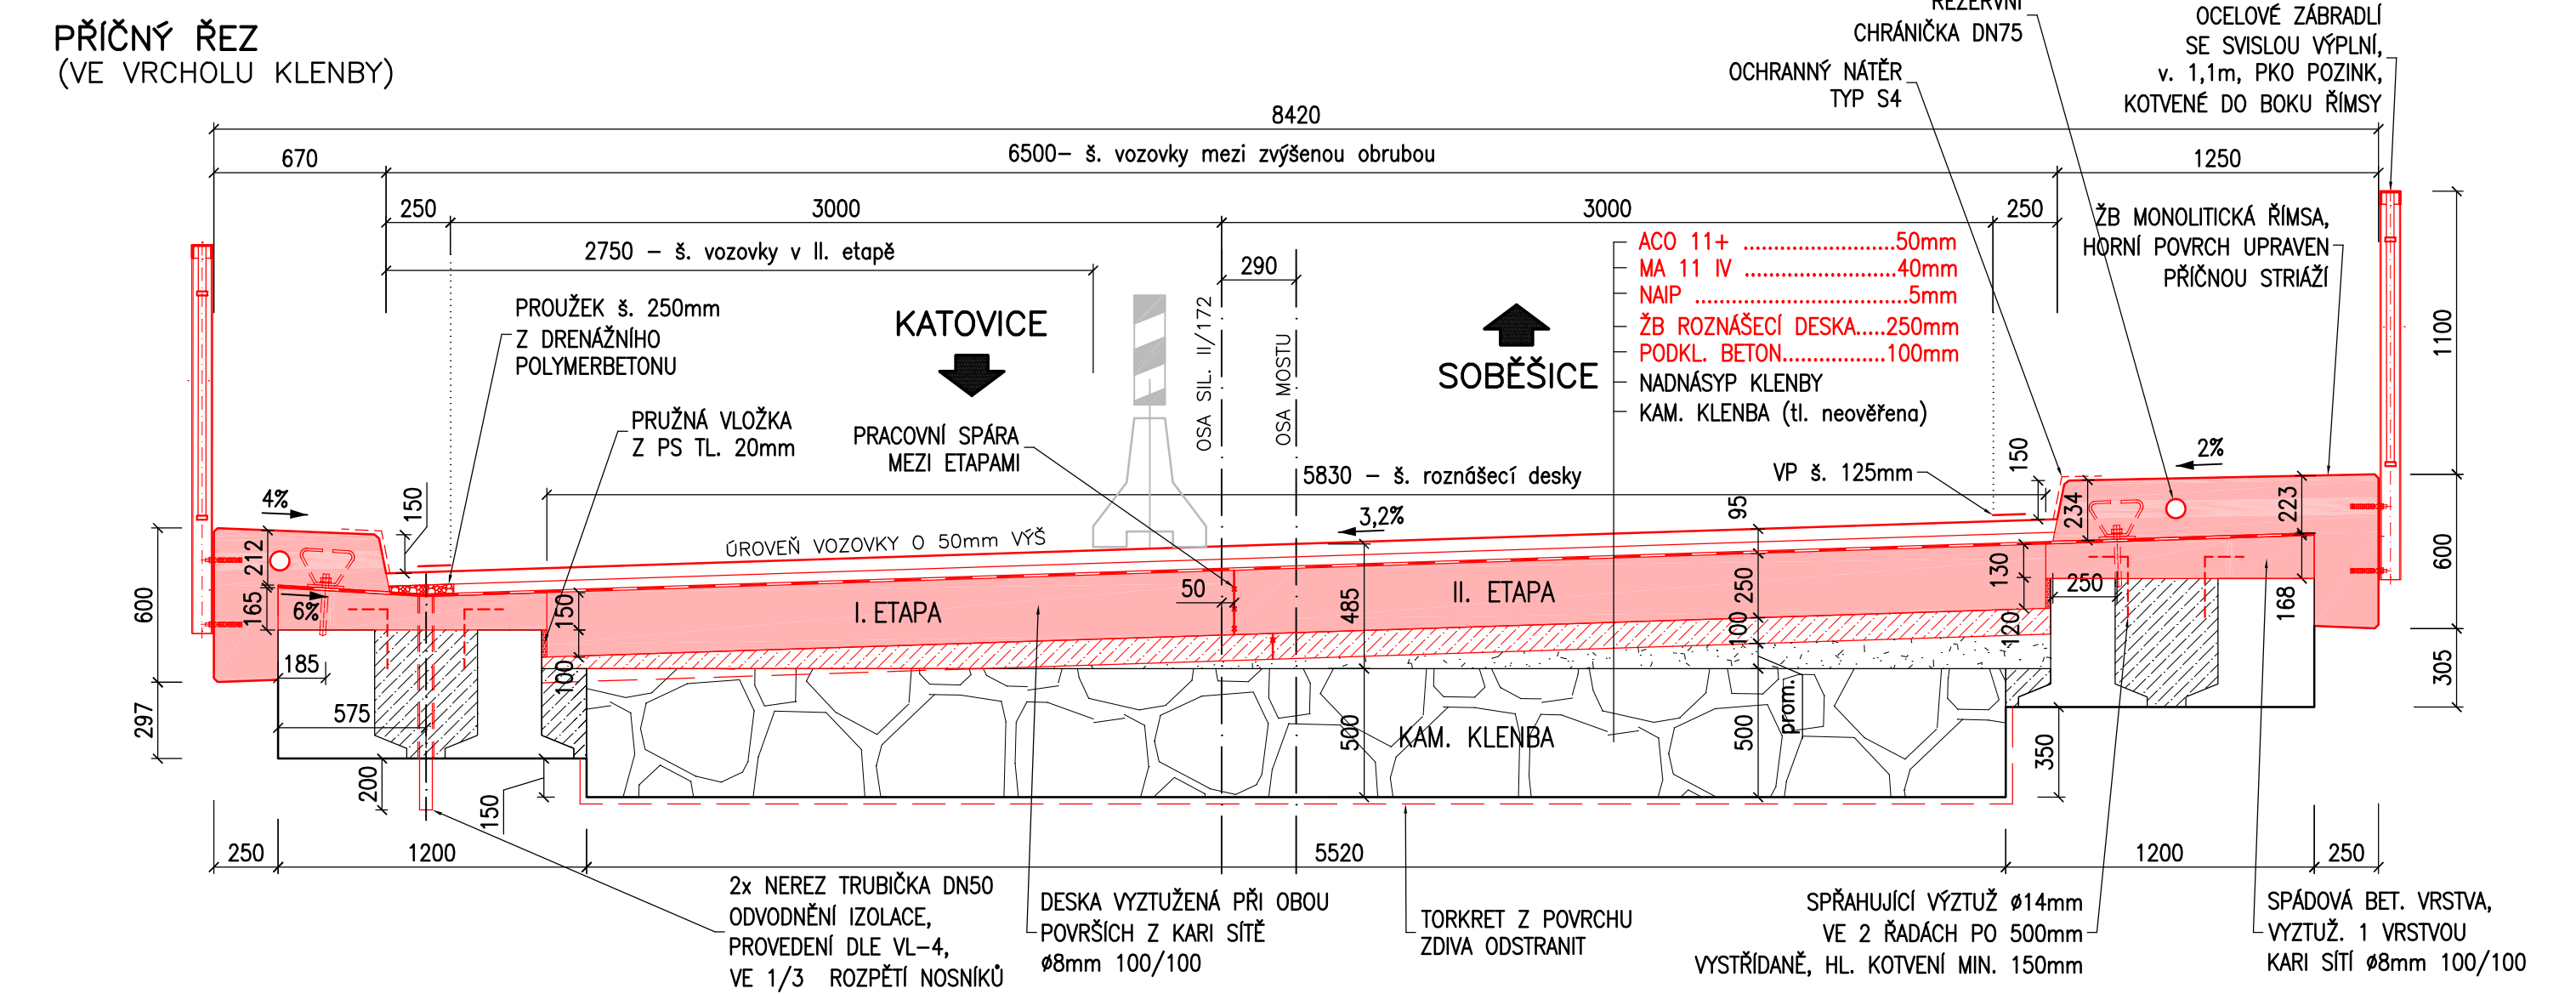 PŘÍČNÝ ŘEZ
(VE VRCHOLU KLENBY)
REZERVNÍ
CHRÁNIČKA DN75
OCHRANNÝ NÁTĚR
TYP S4
OCELOVÉ ZÁBRADLÍ
SE SVISLOU VÝPLNÍ,
v. 1,1m, PKO POZINK,
KOTVENÉ DO BOKU ŘÍMSY
8420
670
6500– š. vozovky mezi zvýšenou obrubou
1250
250
3000
3000
250
2750 – š. vozovky v II. etapě
290
ŽB MONOLITICKÁ ŘÍMSA,
HORNÍ POVRCH UPRAVEN
PŘÍČNOU STRIÁŽÍ
ACO 11+ .........................50mm
MA 11 IV .........................40mm
NAIP ...................................5mm
ŽB ROZNÁŠECÍ DESKA.....250mm
PODKL. BETON.................100mm
NADNÁSYP KLENBY
KAM. KLENBA (tl. neověřena)
PROUŽEK š. 250mm
Z DRENÁŽNÍHO
POLYMERBETONU
KATOVICE
SOBĚŠICE
OSA SIL. II/172
OSA MOSTU
1100
PRUŽNÁ VLOŽKA
Z PS TL. 20mm
PRACOVNÍ SPÁRA
MEZI ETAPAMI
5830 – š. roznášecí desky
VP š. 125mm
150
2%
4%
150
3,2%
95
234
223
ÚROVEŇ VOZOVKY O 50mm VÝŠ
600
212
165
6%
150
100
I. ETAPA
50
485
II. ETAPA
250
100
130
120
250
168
600
305
185
575
297
200
150
500
KAM. KLENBA
500
prom.
350
250
1200
5520
1200
250
2x NEREZ TRUBIČKA DN50
ODVODNĚNÍ IZOLACE,
PROVEDENÍ DLE VL–4,
VE 1/3 ROZPĚTÍ NOSNÍKŮ
DESKA VYZTUŽENÁ PŘI OBOU
POVRŠÍCH Z KARI SÍTĚ
ø8mm 100/100
TORKRET Z POVRCHU
ZDIVA ODSTRANIT
SPŘAHUJÍCÍ VÝZTUŽ ø14mm
VE 2 ŘADÁCH PO 500mm
VYSTŘÍDANĚ, HL. KOTVENÍ MIN. 150mm
SPÁDOVÁ BET. VRSTVA,
VYZTUŽ. 1 VRSTVOU
KARI SÍTÍ ø8mm 100/100